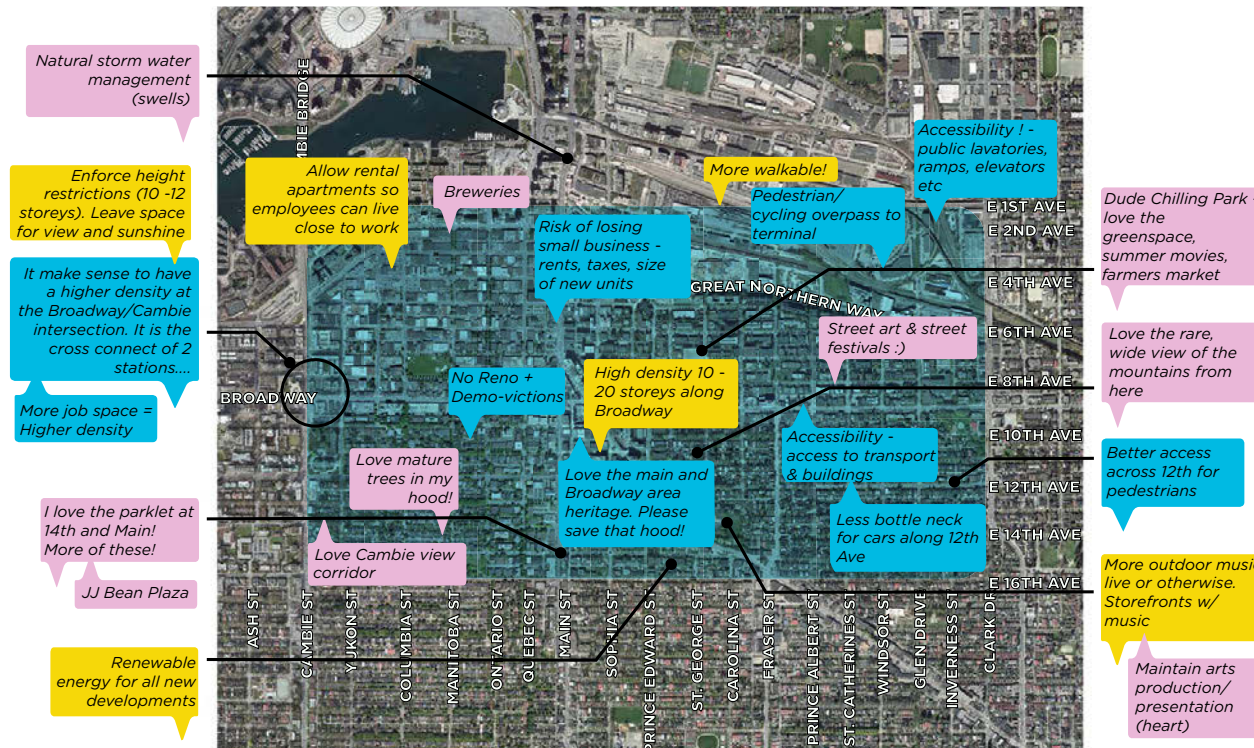 Natural storm water
management
(swells)
Enforce height
restrictions (10 -12
storeys). Leave space
for view and sunshine
It make sense to have
a higher density at
the Broadway/Cambie
intersection. It is the
cross connect of 2
stations....
More job space =
Higher density
I love the parklet at
14th and Main!
More of these!
JJ Bean Plaza
Renewable
energy for all new
developments
MBIE BRIDGE
Allow rental
apartments so
employees can live
close to work
Breweries
Risk of losing
small business -
rents, taxes, size
of new units
More walkable!
Pedestrian/
cycling overpass to
terminal
Accessibility ! -
public lavatories,
ramps, elevators
etc
GREAT NORTHERN WAY
Street art & street
festivals :)
BROADWAY
No Reno +
Demo-victions
High density 10 -
20 storeys along
Broadway
Love mature
trees in my
hood!
Love the main and
Broadway area
heritage. Please
save that hood!
Accessibility -
access to transport
& buildings
Less bottle neck
for cars along 12th
Ave
Love Cambie view
corridor
E 1ST AVE
E 2ND AVE
E 4TH AVE
E 6TH AVE
E 8TH AVE
E 10TH AVE
E 12TH AVE
E 14TH AVE
E 16TH AVE
ASH ST
CAMBIE ST
YUKON ST
COLUMBIA ST
MANITOBA ST
ONTARIO ST
QUEBEC ST
MAIN ST
SOPHIA ST
PRINCE EDWARD S
ST. GEORGE ST
CAROLINA ST
FRASER ST
PRINCE ALBERT ST
ST. CATHERINES ST
WINDSOR ST
GLEN DRIVE
INVERNESS ST
CLARK DR
Dude Chilling Park -
love the
greenspace,
summer movies,
farmers market
Love the rare,
wide view of the
mountains from
here
Better access
across 12th for
pedestrians
More outdoor music
live or otherwise.
Storefronts w/
music
Maintain arts
production/
presentation
(heart)